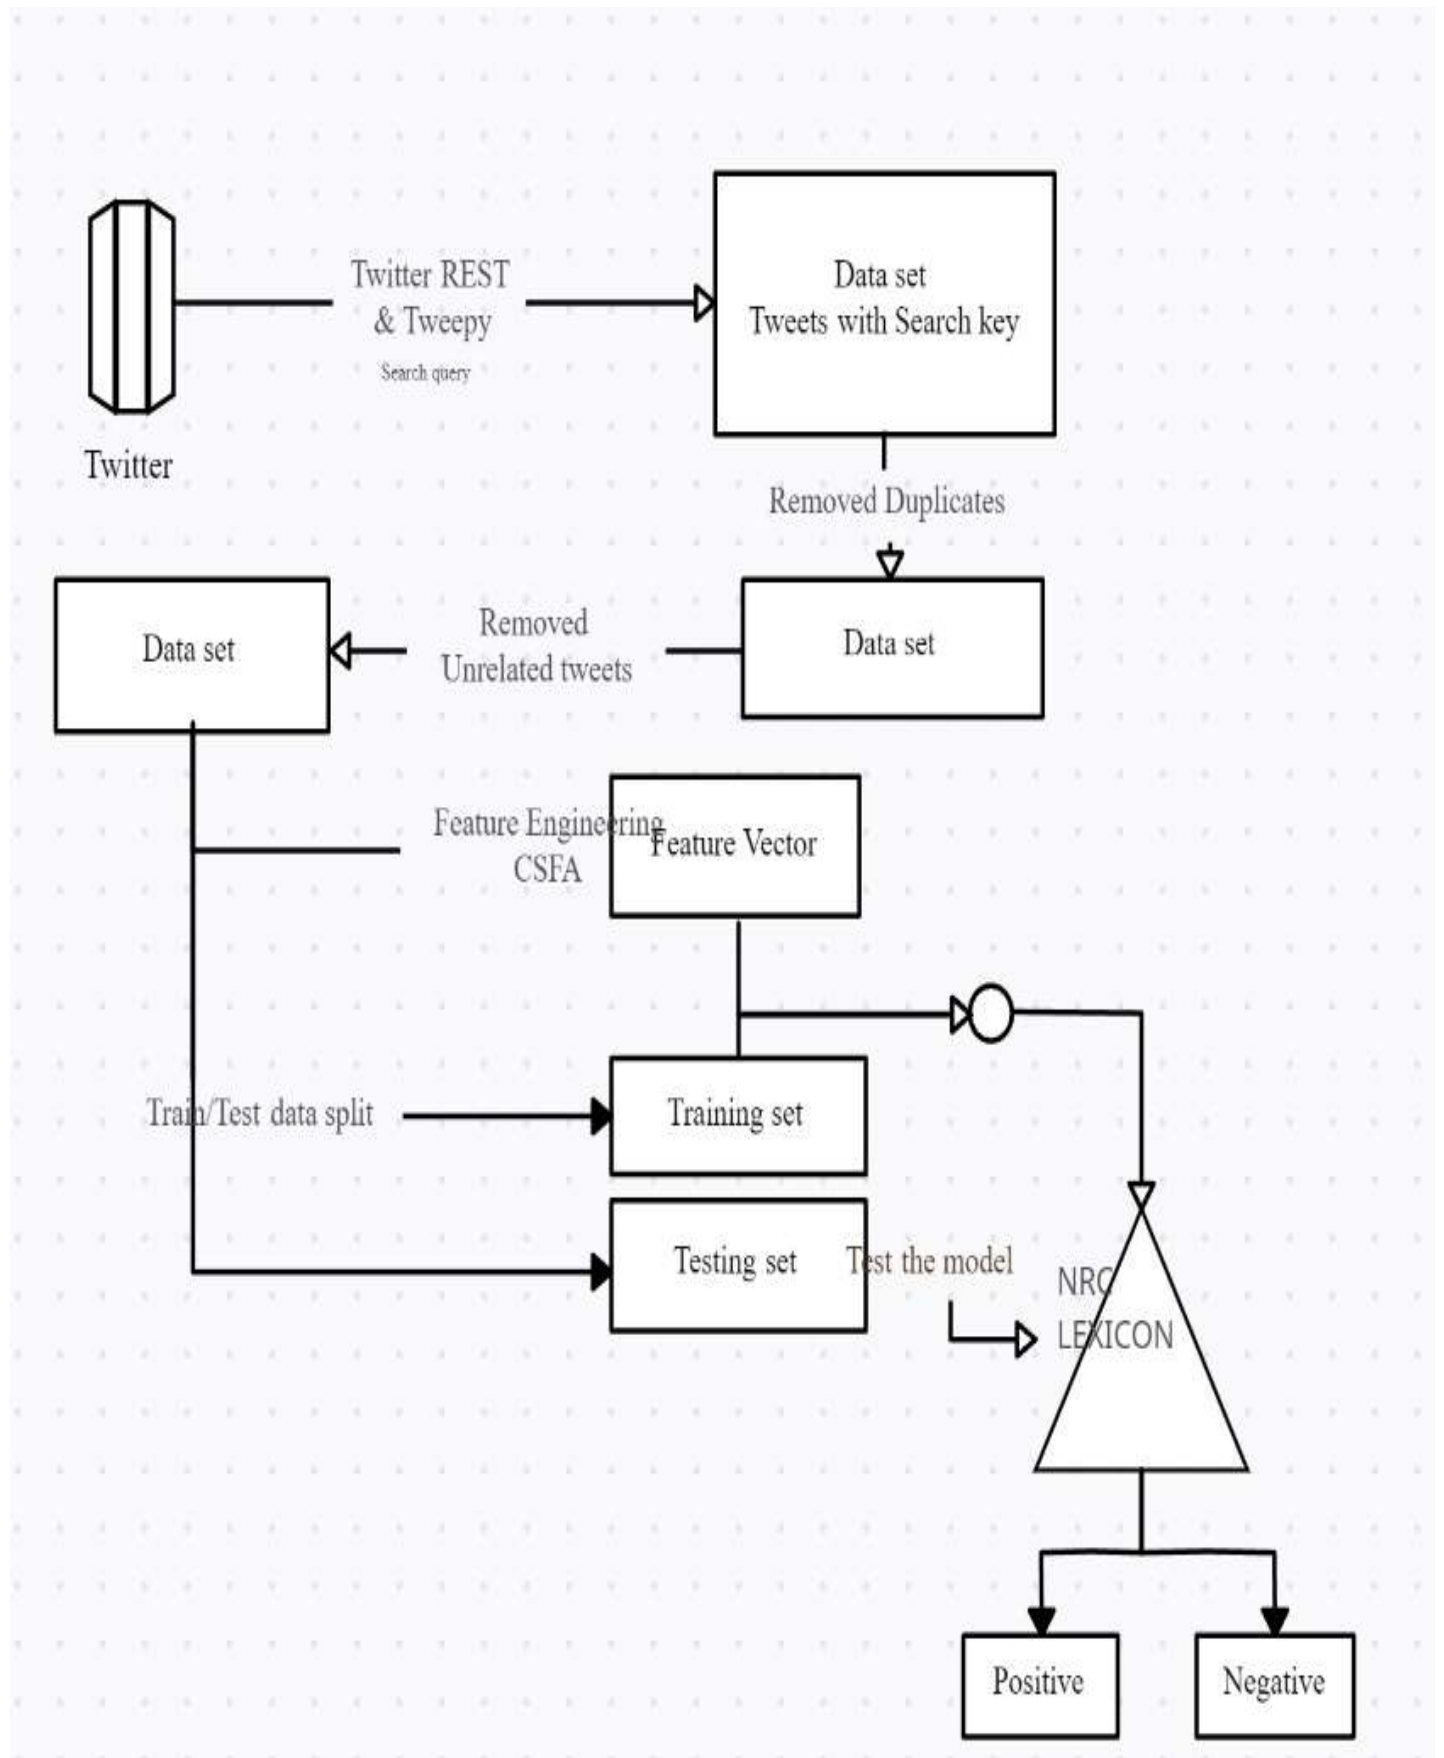 Twitter REST
& Tweepy
Search query
Data set
Tweets with Search key
Twitter
Removed Duplicates
Data set
Removed
Unrelated tweets
Data set
Feature Engineering
CSFA
Feature Vector
Train/Test data split
Training set
Testing set
Test the model
NRC
LEXICON
Positive
Negative